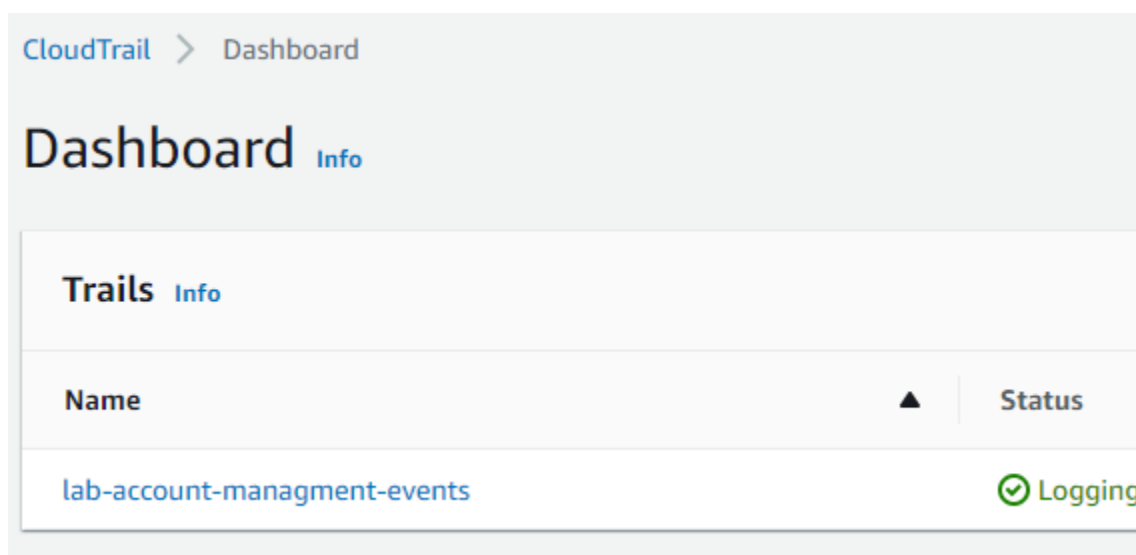 CloudTrail > Dashboard
Dashboard Info
Trails Info
Name ▲ Status
lab-account-managment-events Logging